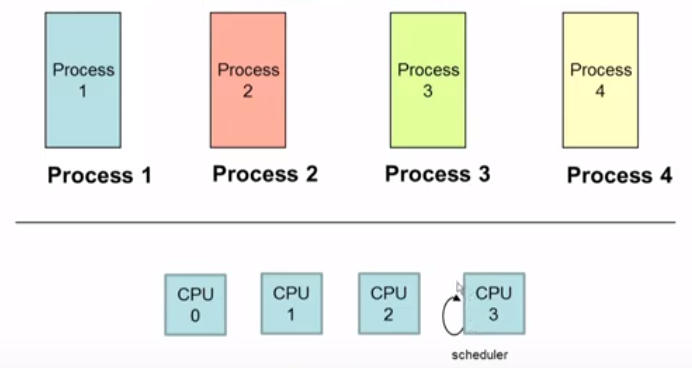 Process
1
Process
2
Process
3
Process
4
Process 1
Process 2
Process 3
Process 4
CPU
0
CPU
1
CPU
2
CPU
3
scheduler